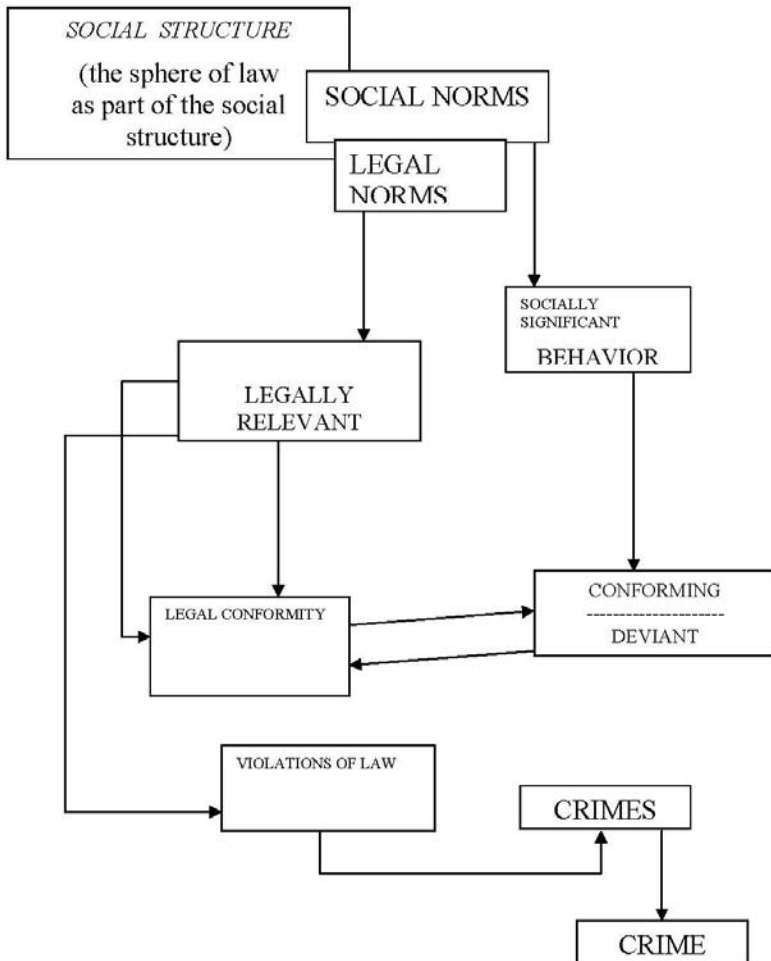 SOCIAL STRUCTURE
(the sphere of law
as part of the social
structure)
SOCIAL NORMS
LEGAL
NORMS
SOCIALLY
SIGNIFICANT
BEHAVIOR
LEGALLY
RELEVANT
LEGAL CONFORMITY
CONFORMING
---------------------
DEVIANT
VIOLATIONS OF LAW
CRIMES
CRIME